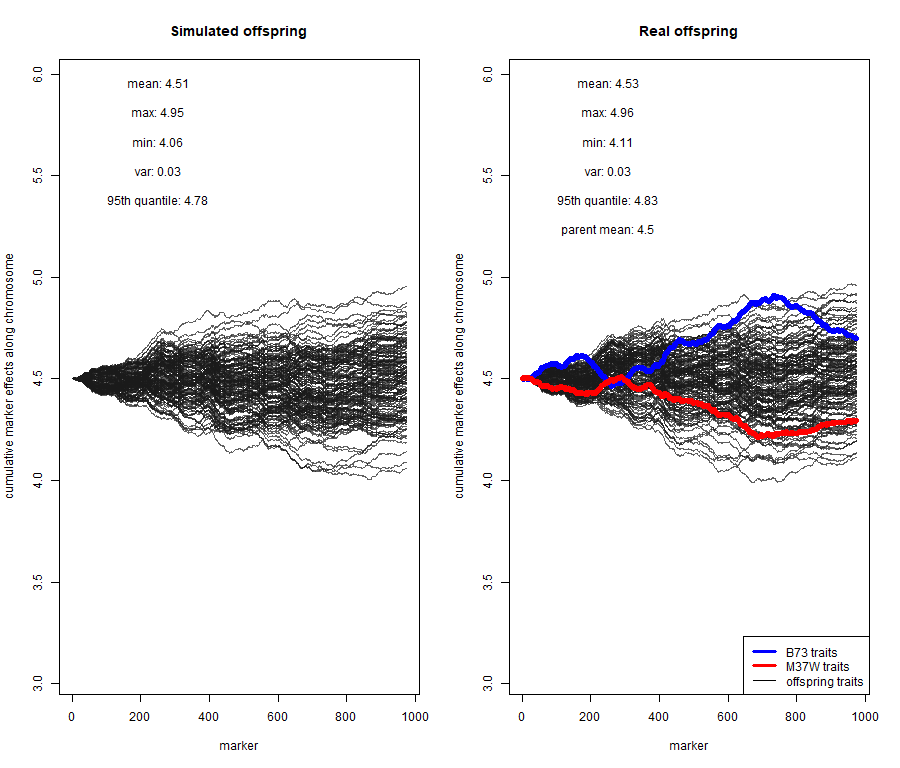 Simulated offspring
mean: 4.51
max: 4.95
min: 4.06
var: 0.03
95th quantile: 4.78
cumulative marker effects along chromosome
6.0
5.5
5.0
4.5
4.0
3.5
3.0
0 200 400 600 800 1000
marker
Real offspring
mean: 4.53
max: 4.96
min: 4.11
var: 0.03
95th quantile: 4.83
parent mean: 4.5
cumulative marker effects along chromosome
6.0
5.5
5.0
4.5
4.0
3.5
3.0
B73 traits
M37W traits
offspring traits
0 200 400 600 800 1000
marker